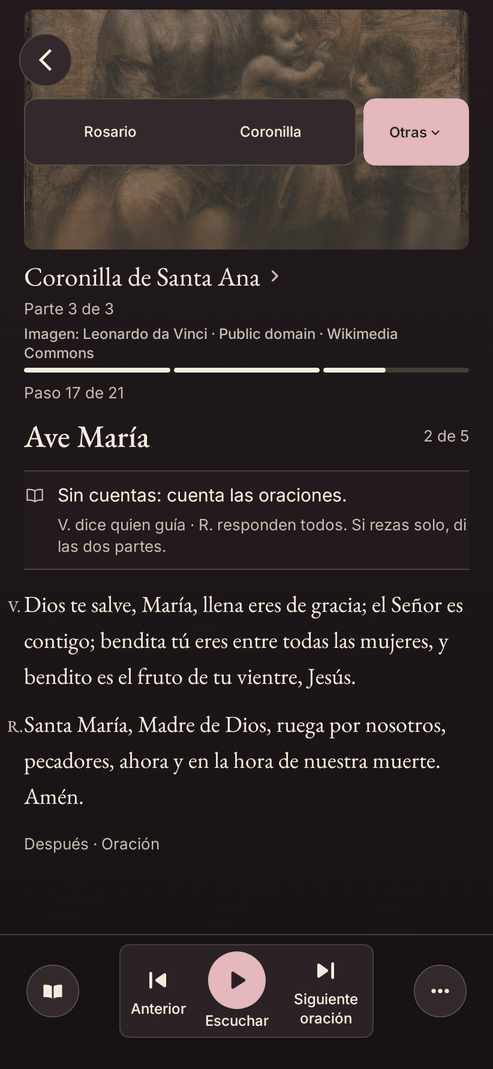 Rosario
Coronilla
Otras
Coronilla de Santa Ana
Parte 3 de 3
Imagen: Leonardo da Vinci · Public domain · Wikimedia
Commons
Paso 17 de 21
Ave María
2 de 5
Sin cuentas: cuenta las oraciones.
V. dice quien guía · R. responden todos. Si rezas solo, di
las dos partes.
V. Dios te salve, María, llena eres de gracia; el Señor es
contigo; bendita tú eres entre todas las mujeres, y
bendito es el fruto de tu vientre, Jesús.
R. Santa María, Madre de Dios, ruega por nosotros,
pecadores, ahora y en la hora de nuestra muerte.
Amén.
Después · Oración
Anterior
Escuchar
Siguiente
oración